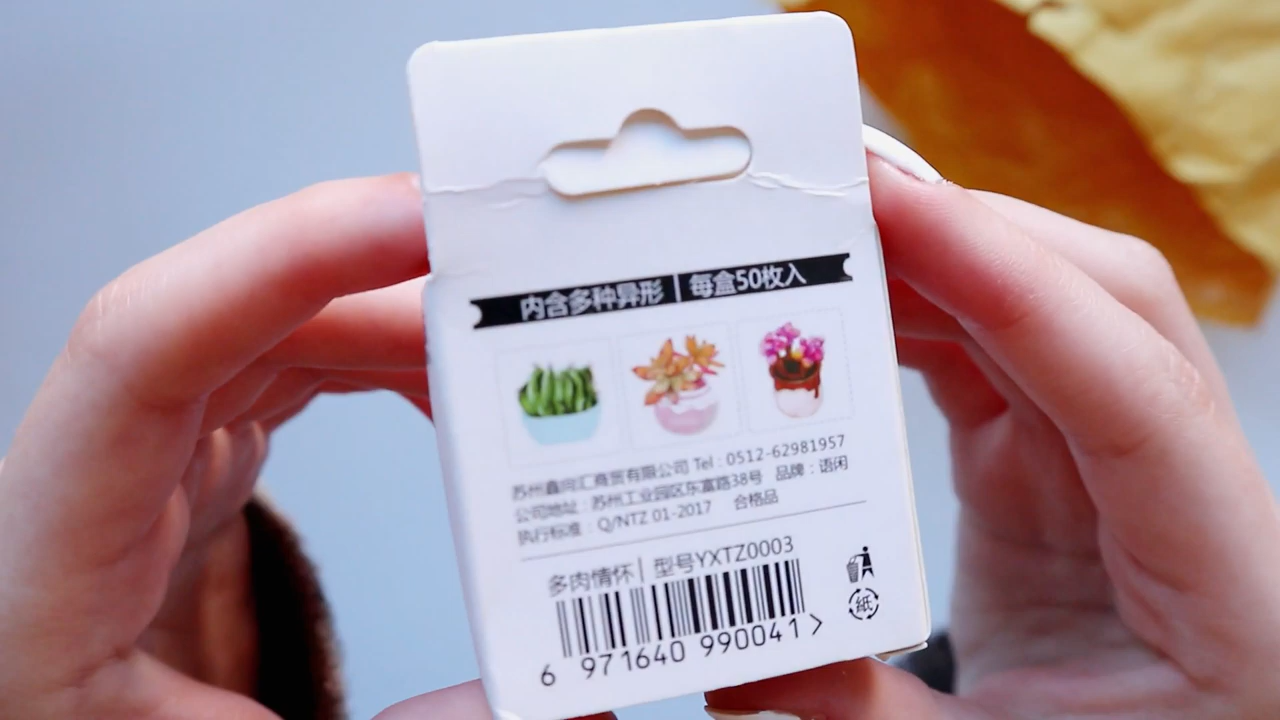 内含多种异形 | 每盒50枚入
苏州鑫同汇商贸有限公司 Tel : 0512-62981957
公司地址 : 苏州工业园区东富路38号 品牌 : 语闲
执行标准 : Q/NTZ 01-2017 合格品
多肉情怀 | 型号YXTZ0003
6 971640 990041 >
紙